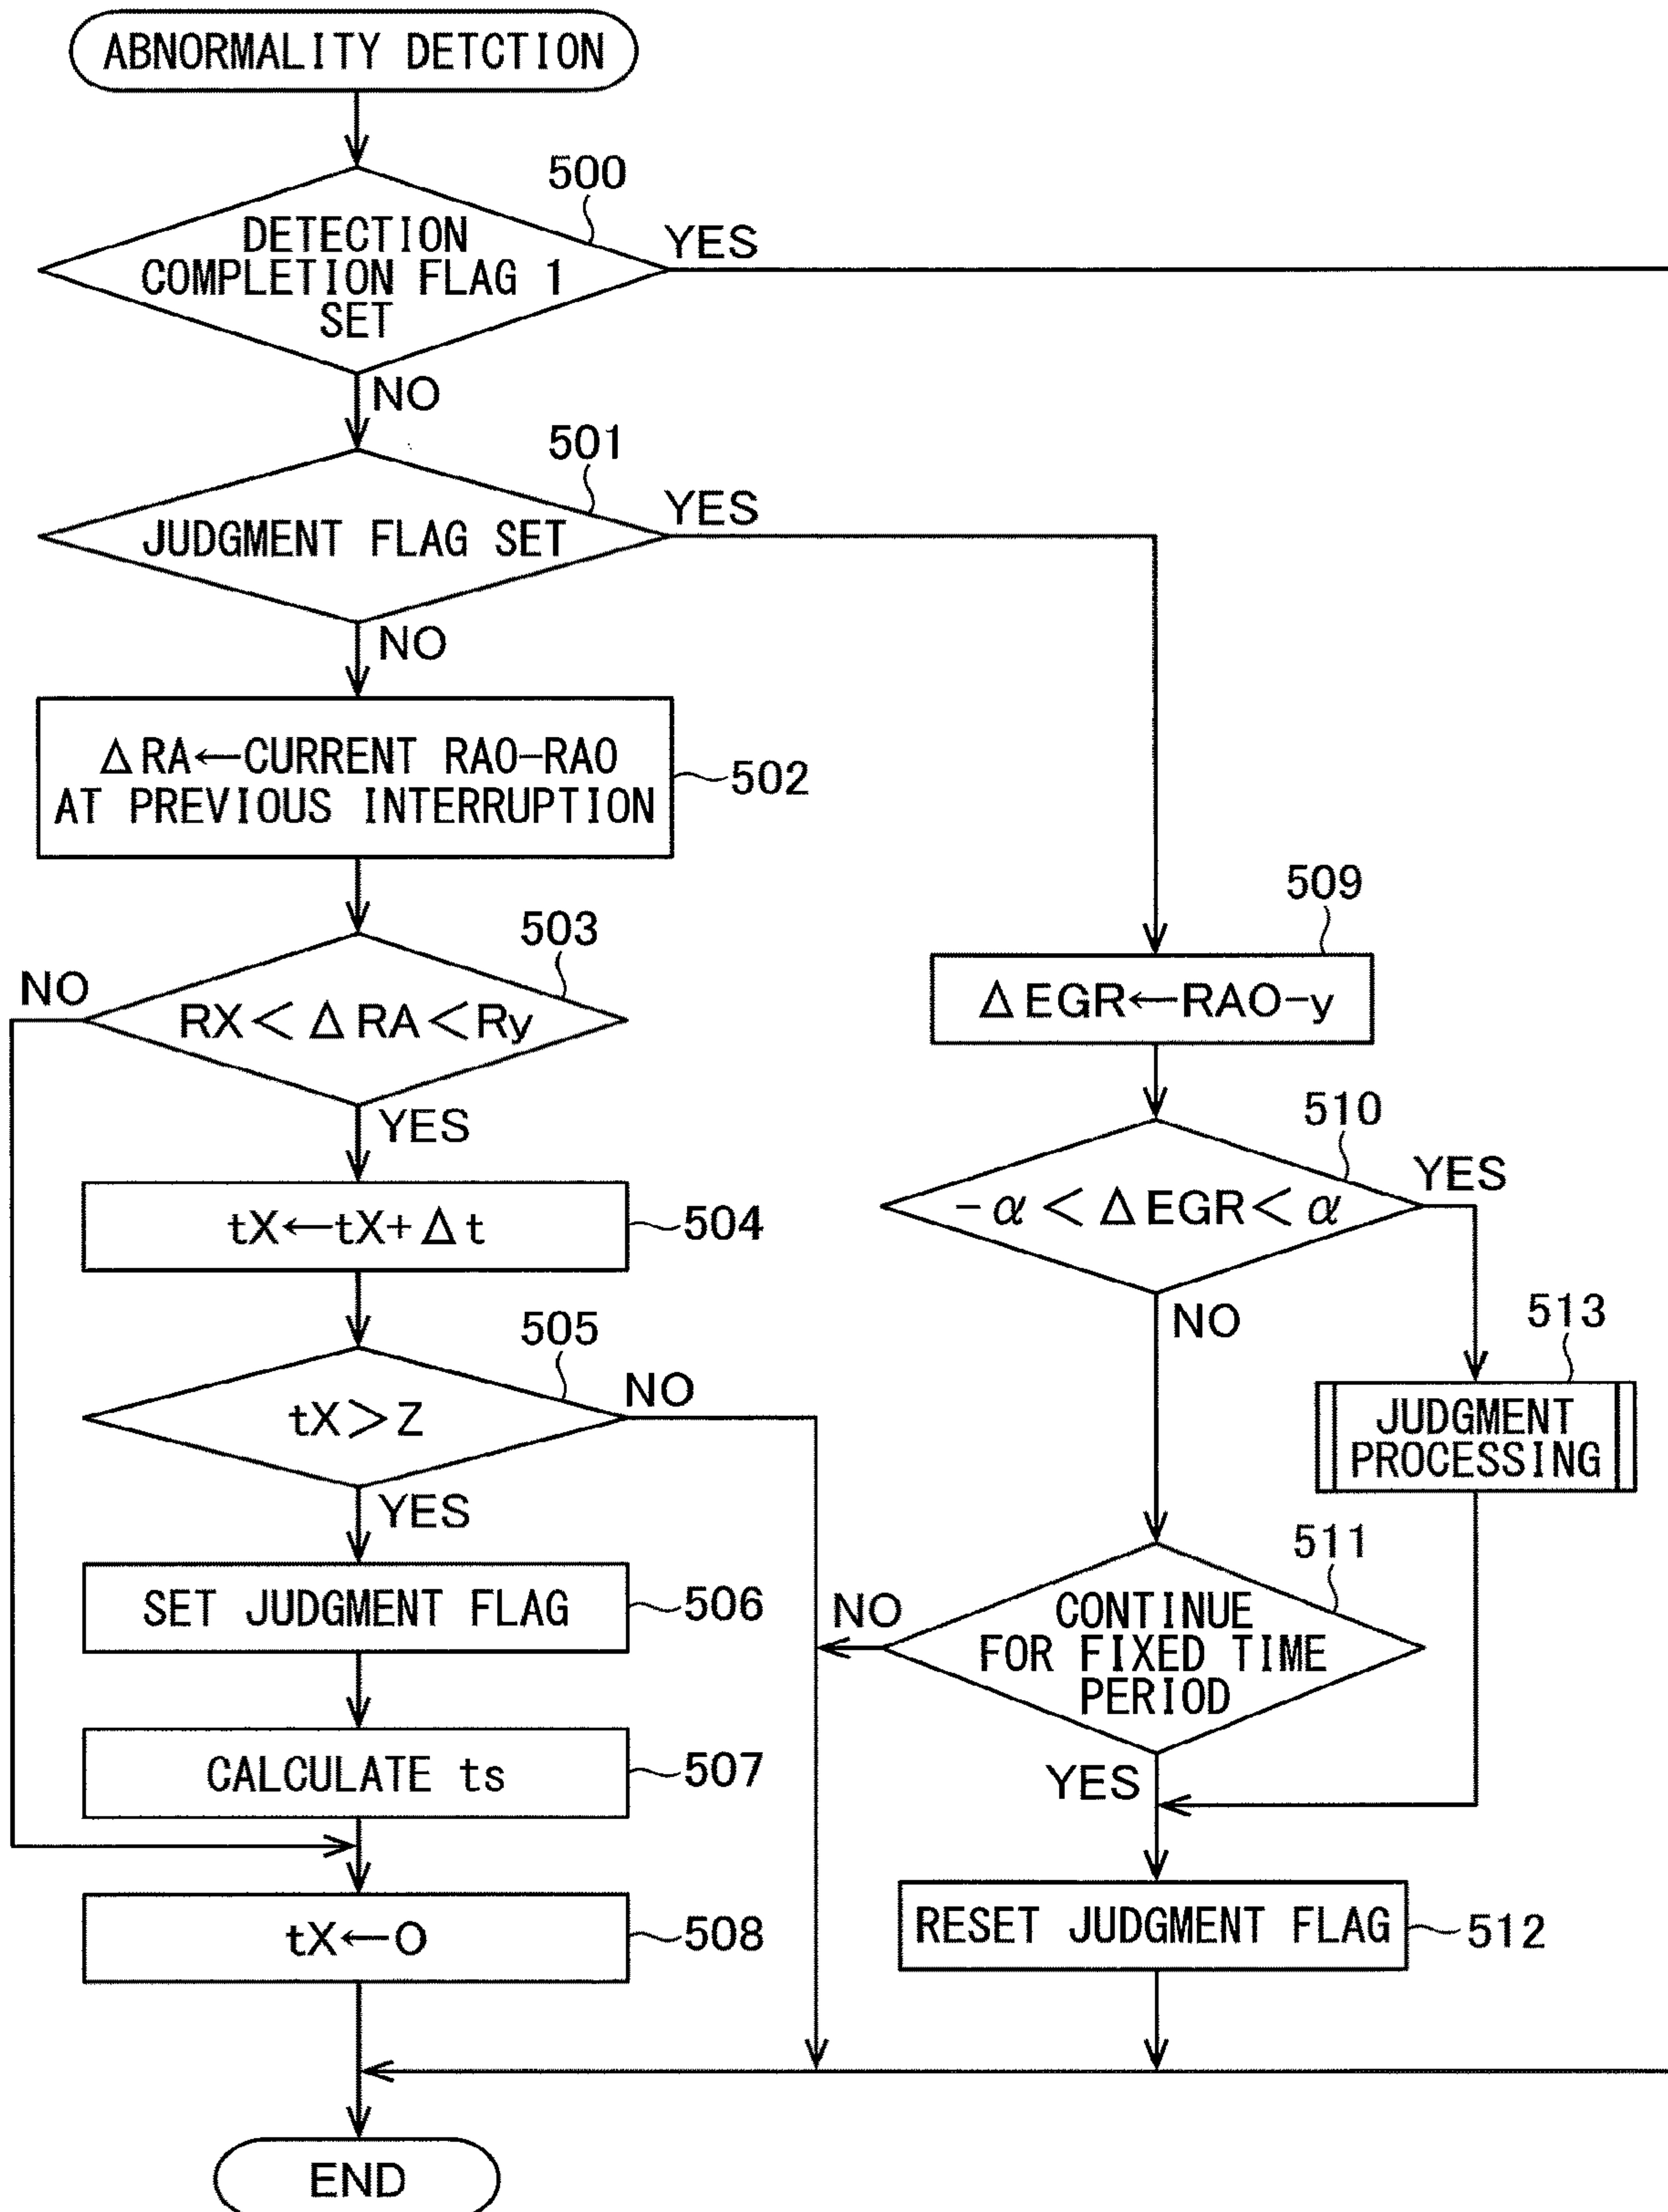 ABNORMALITY DETCTION
500
DETECTION
COMPLETION FLAG 1
SET
YES
NO
501
JUDGMENT FLAG SET
YES
NO
ΔRA←CURRENT RAO-RAO
AT PREVIOUS INTERRUPTION
502
503
NO
RX<ΔRA<Ry
YES
tX←tX+Δt
504
505
tX>Z
NO
YES
SET JUDGMENT FLAG
506
CALCULATE ts
507
tX←O
508
509
ΔEGR←RAO-y
510
-α<ΔEGR<α
YES
NO
513
JUDGMENT
PROCESSING
511
CONTINUE
FOR FIXED TIME
PERIOD
NO
YES
RESET JUDGMENT FLAG
512
END